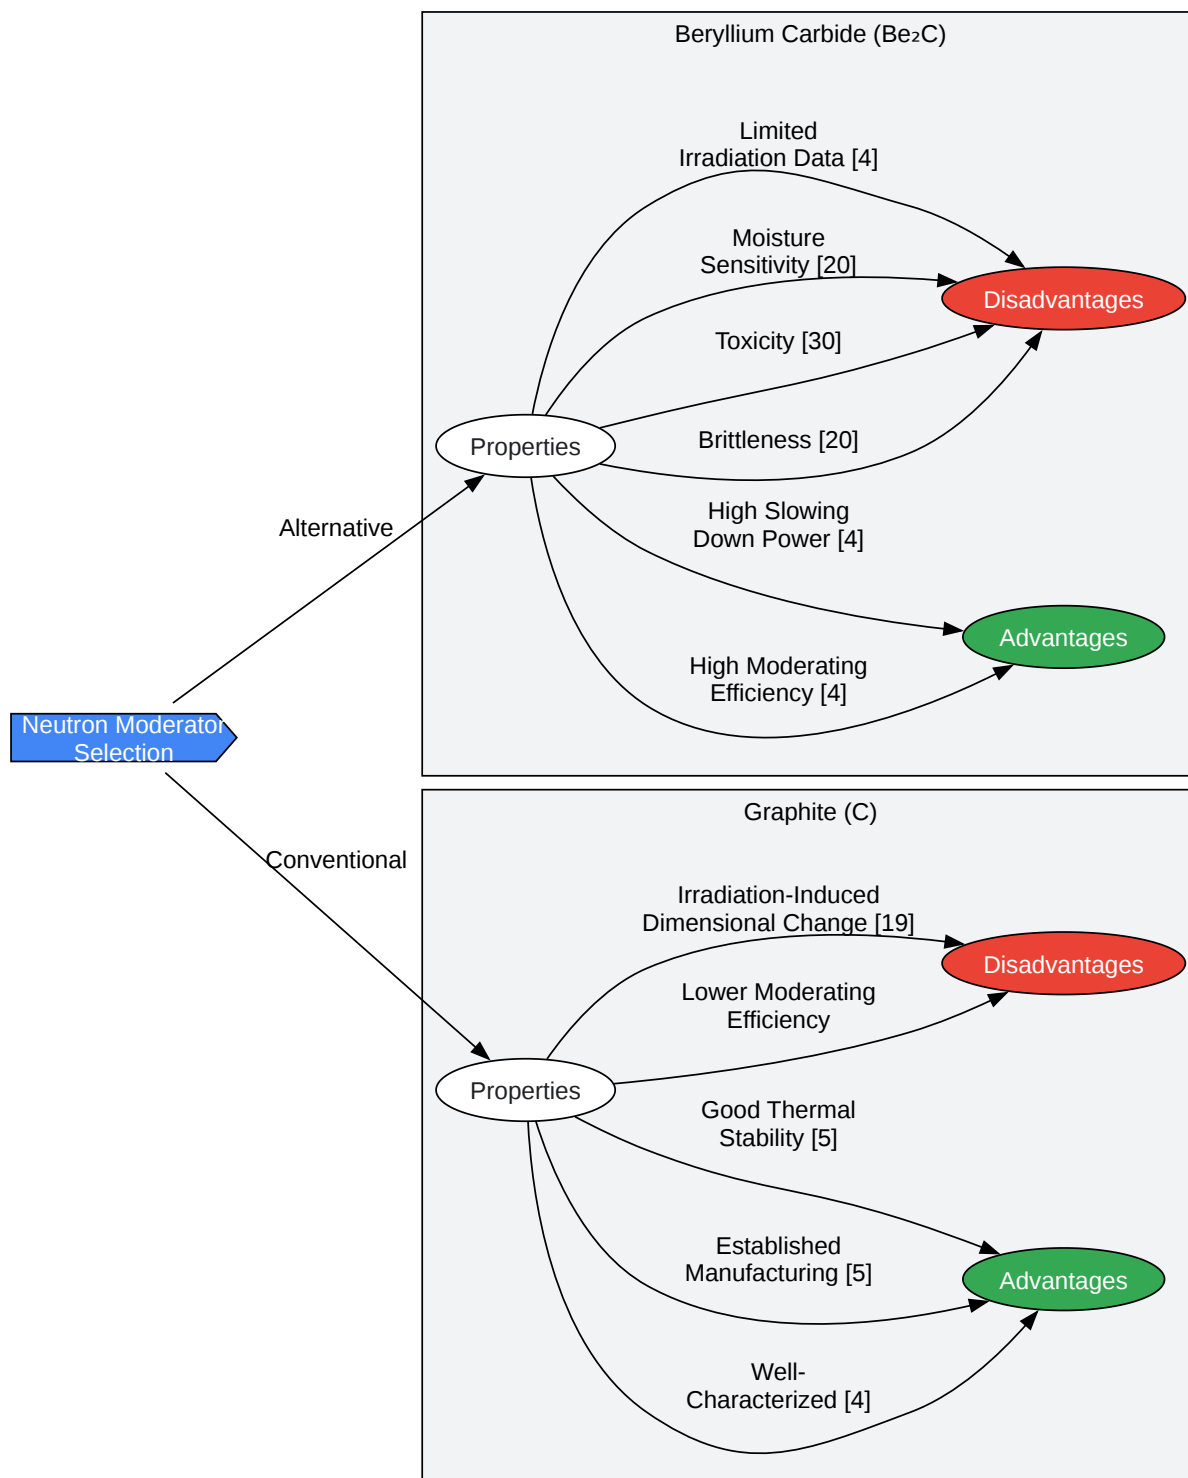 Beryllium Carbide (Be₂C)
Limited
Irradiation Data [4]
Moisture
Sensitivity [20]
Disadvantages
Toxicity [30]
Brittleness [20]
Properties
High Slowing
Down Power [4]
Alternative
Advantages
High Moderating
Efficiency [4]
Neutron Moderator
Selection
Graphite (C)
Conventional
Irradiation-Induced
Dimensional Change [19]
Disadvantages
Lower Moderating
Efficiency
Properties
Good Thermal
Stability [5]
Established
Manufacturing [5]
Advantages
Well-
Characterized [4]